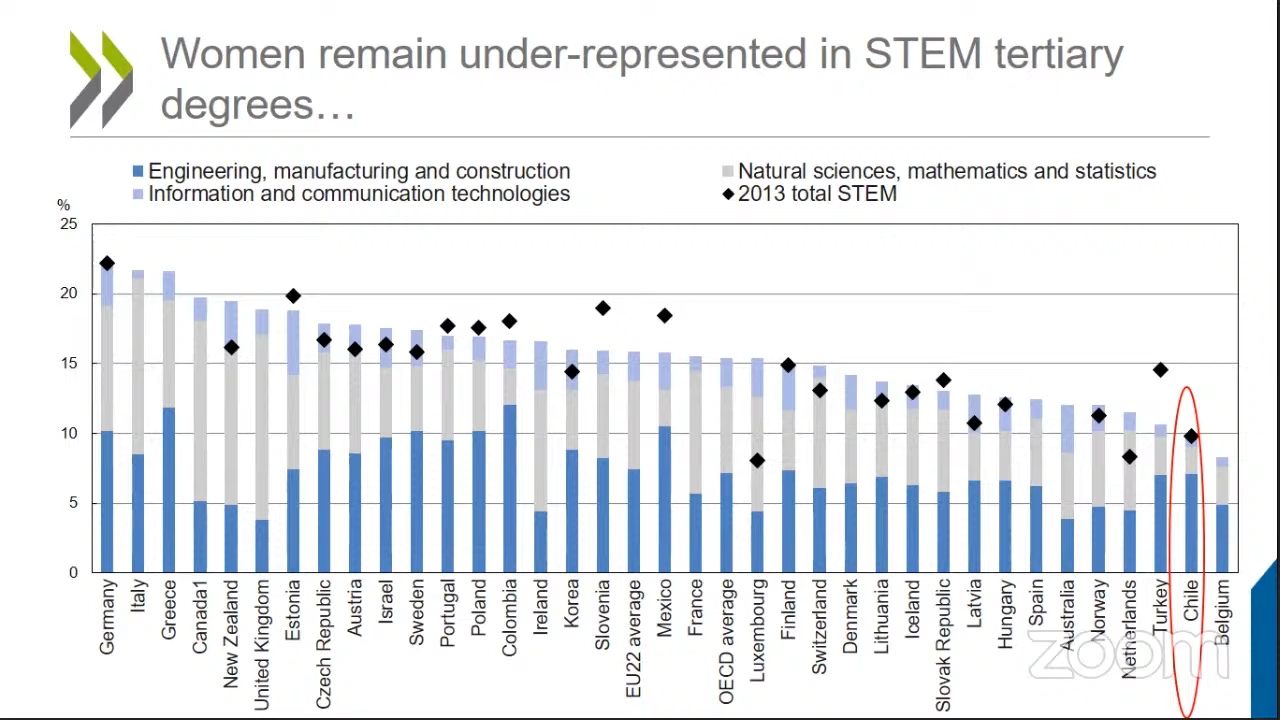 Women remain under-represented in STEM tertiary
degrees…
Engineering, manufacturing and construction
Natural sciences, mathematics and statistics
Information and communication technologies
2013 total STEM
%
25
20
15
10
5
0
Germany
Italy
Greece
Canada1
New Zealand
United Kingdom
Estonia
Czech Republic
Austria
Israel
Sweden
Portugal
Poland
Colombia
Ireland
Korea
Slovenia
EU22 average
Mexico
France
OECD average
Luxembourg
Finland
Switzerland
Denmark
Lithuania
Iceland
Slovak Republic
Latvia
Hungary
Spain
Australia
Norway
Netherlands
Turkey
Chile
Belgium
zoom